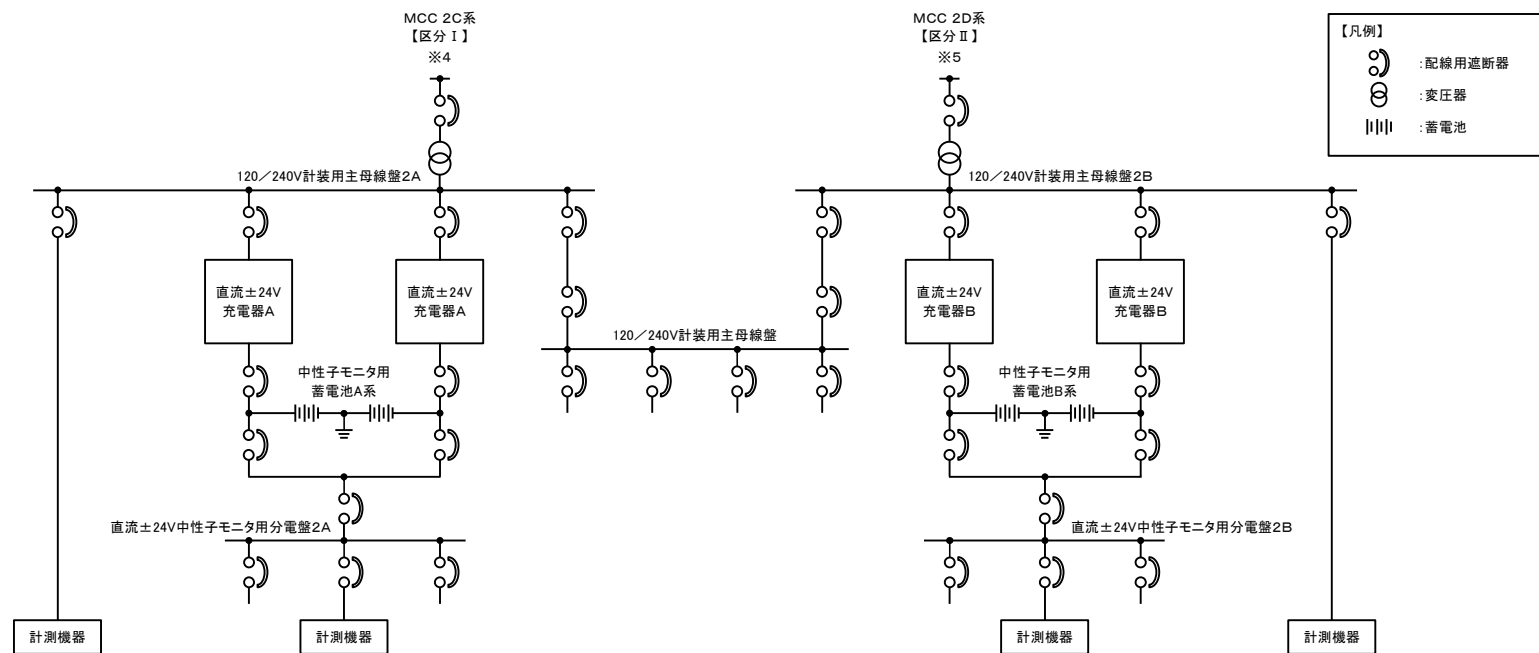 MCC 2C系
【区分Ⅰ】
※4
MCC 2D系
【区分Ⅱ】
※5
【凡例】
:配線用遮断器
:変圧器
:蓄電池
120/240V計装用主母線盤2A
120/240V計装用主母線盤2B
直流±24V
充電器A
直流±24V
充電器A
直流±24V
充電器B
直流±24V
充電器B
120/240V計装用主母線盤
中性子モニタ用
蓄電池A系
中性子モニタ用
蓄電池B系
直流±24V中性子モニタ用分電盤2A
直流±24V中性子モニタ用分電盤2B
計測機器
計測機器
計測機器
計測機器